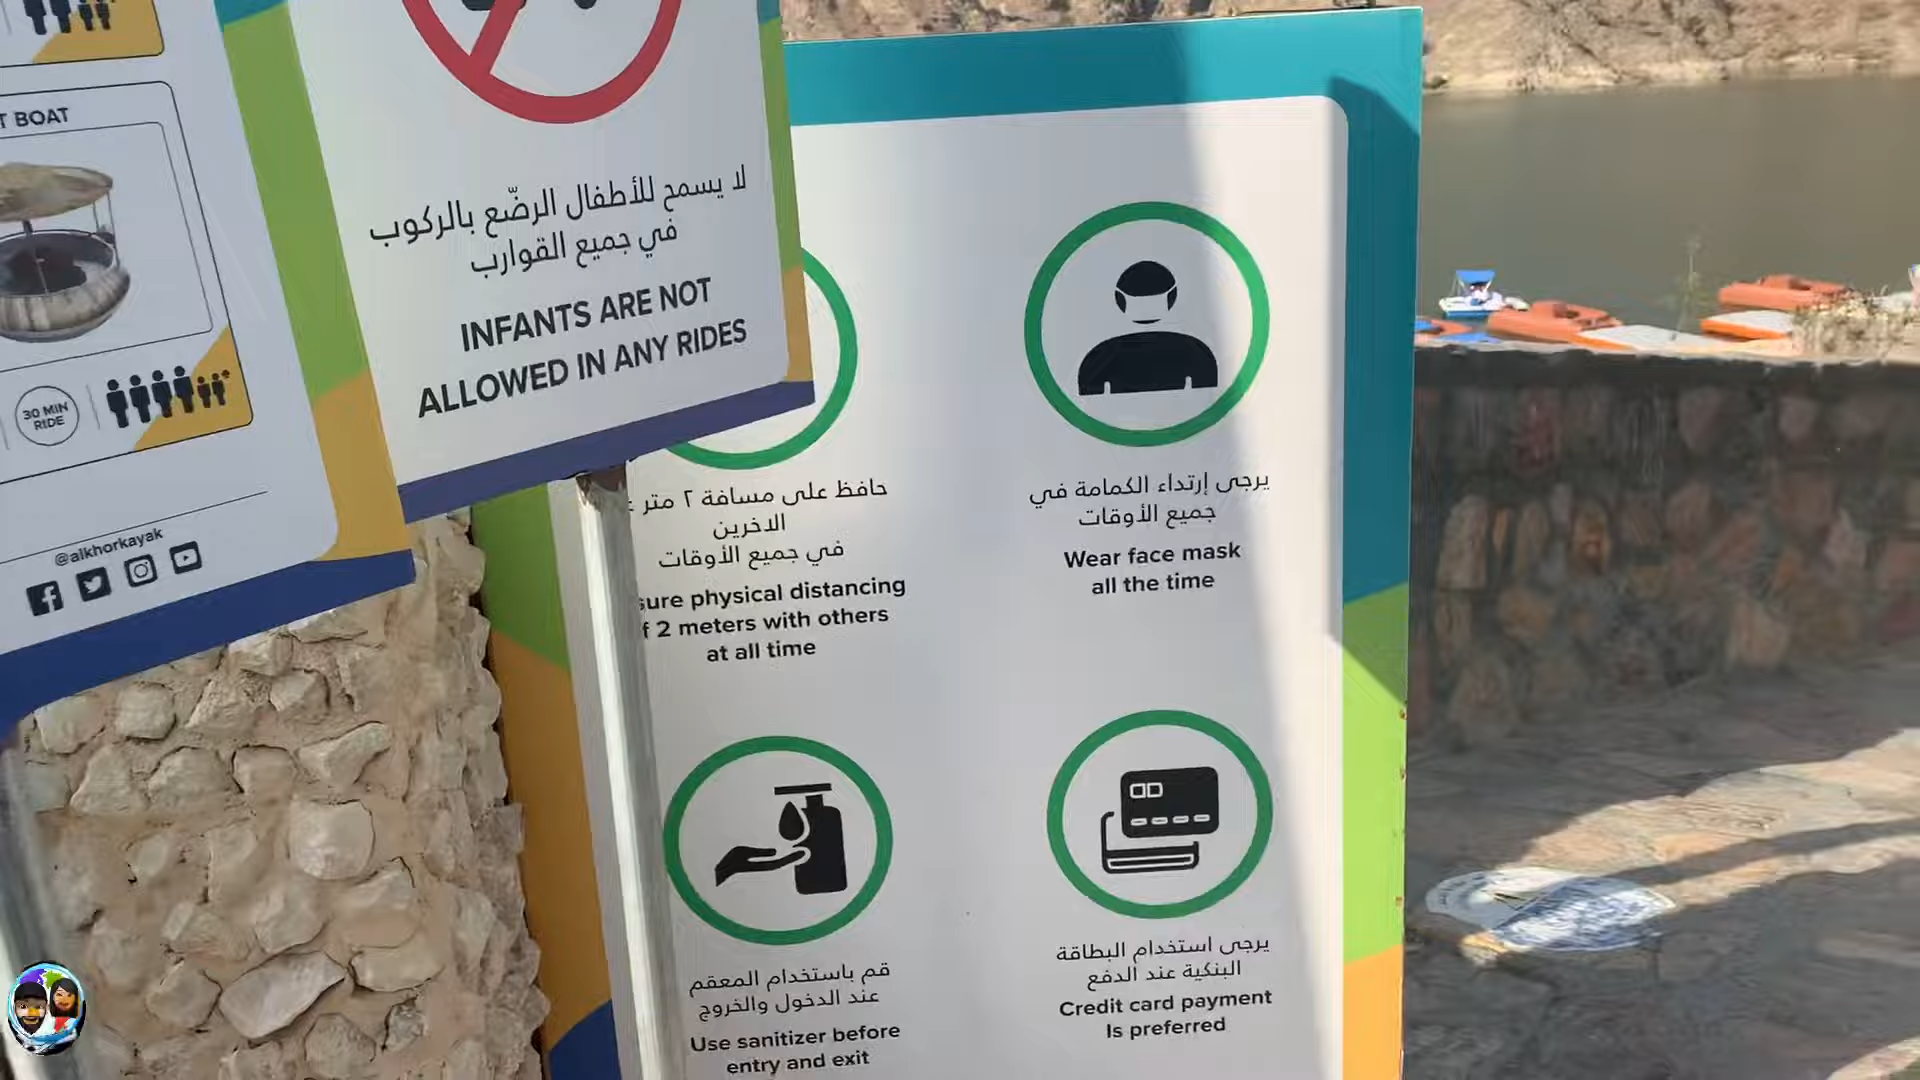 T BOAT
30 MIN
RIDE
@alkhorkayak
لا يسمح للأطفال الرضّع بالركوب
في جميع القوارب
INFANTS ARE NOT
ALLOWED IN ANY RIDES
حافظ على مسافة ٢ متر
الاخرين
في جميع الأوقات
sure physical distancing
f 2 meters with others
at all time
يرجى إرتداء الكمامة في
جميع الأوقات
Wear face mask
all the time
قم باستخدام المعقم
عند الدخول والخروج
Use sanitizer before
entry and exit
يرجى استخدام البطاقة
البنكية عند الدفع
Credit card payment
Is preferred